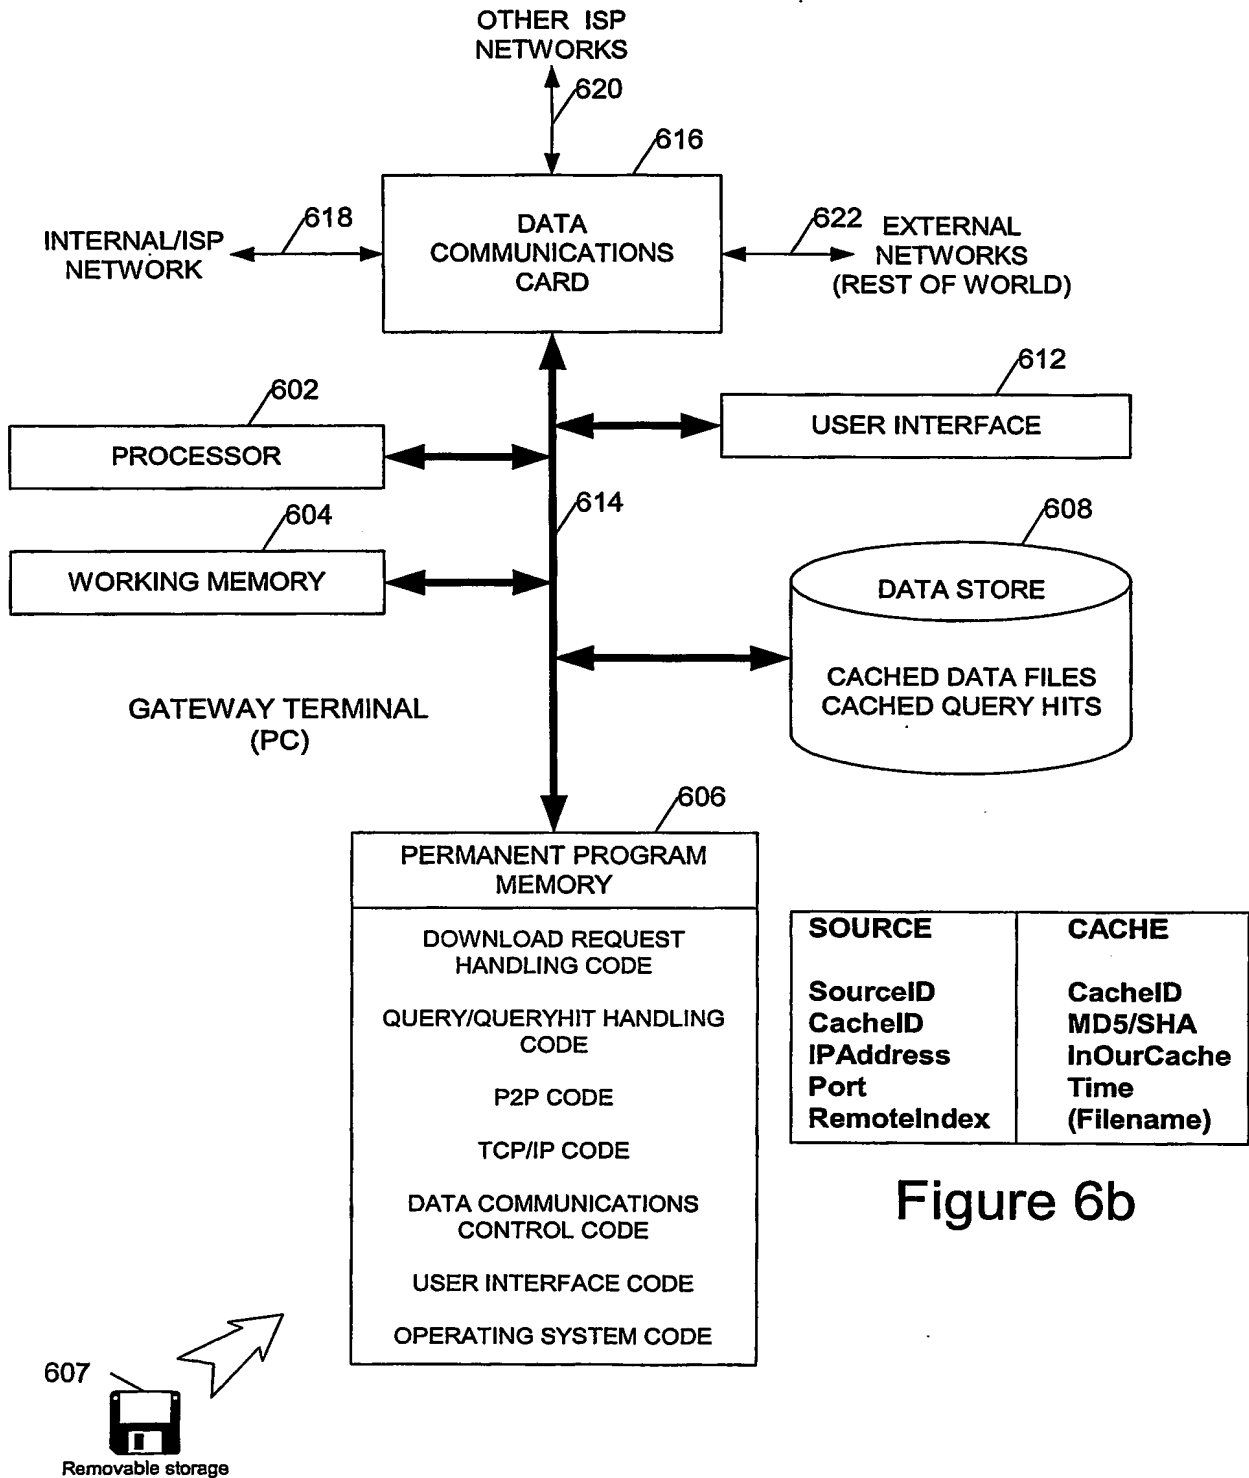 OTHER ISP
NETWORKS
620
616
618
DATA
COMMUNICATIONS
CARD
622
INTERNAL/ISP
NETWORK
EXTERNAL
NETWORKS
(REST OF WORLD)
612
602
USER INTERFACE
PROCESSOR
614
604
608
WORKING MEMORY
DATA STORE
CACHED DATA FILES
CACHED QUERY HITS
GATEWAY TERMINAL
(PC)
606
PERMANENT PROGRAM
MEMORY
DOWNLOAD REQUEST
HANDLING CODE
QUERY/QUERYHIT HANDLING
CODE
P2P CODE
TCP/IP CODE
DATA COMMUNICATIONS
CONTROL CODE
USER INTERFACE CODE
OPERATING SYSTEM CODE
SOURCE CACHE
SourceID CacheID
CacheID MD5/SHA
IPAddress InOurCache
Port Time
RemoteIndex (Filename)
Figure 6b
607
Removable storage